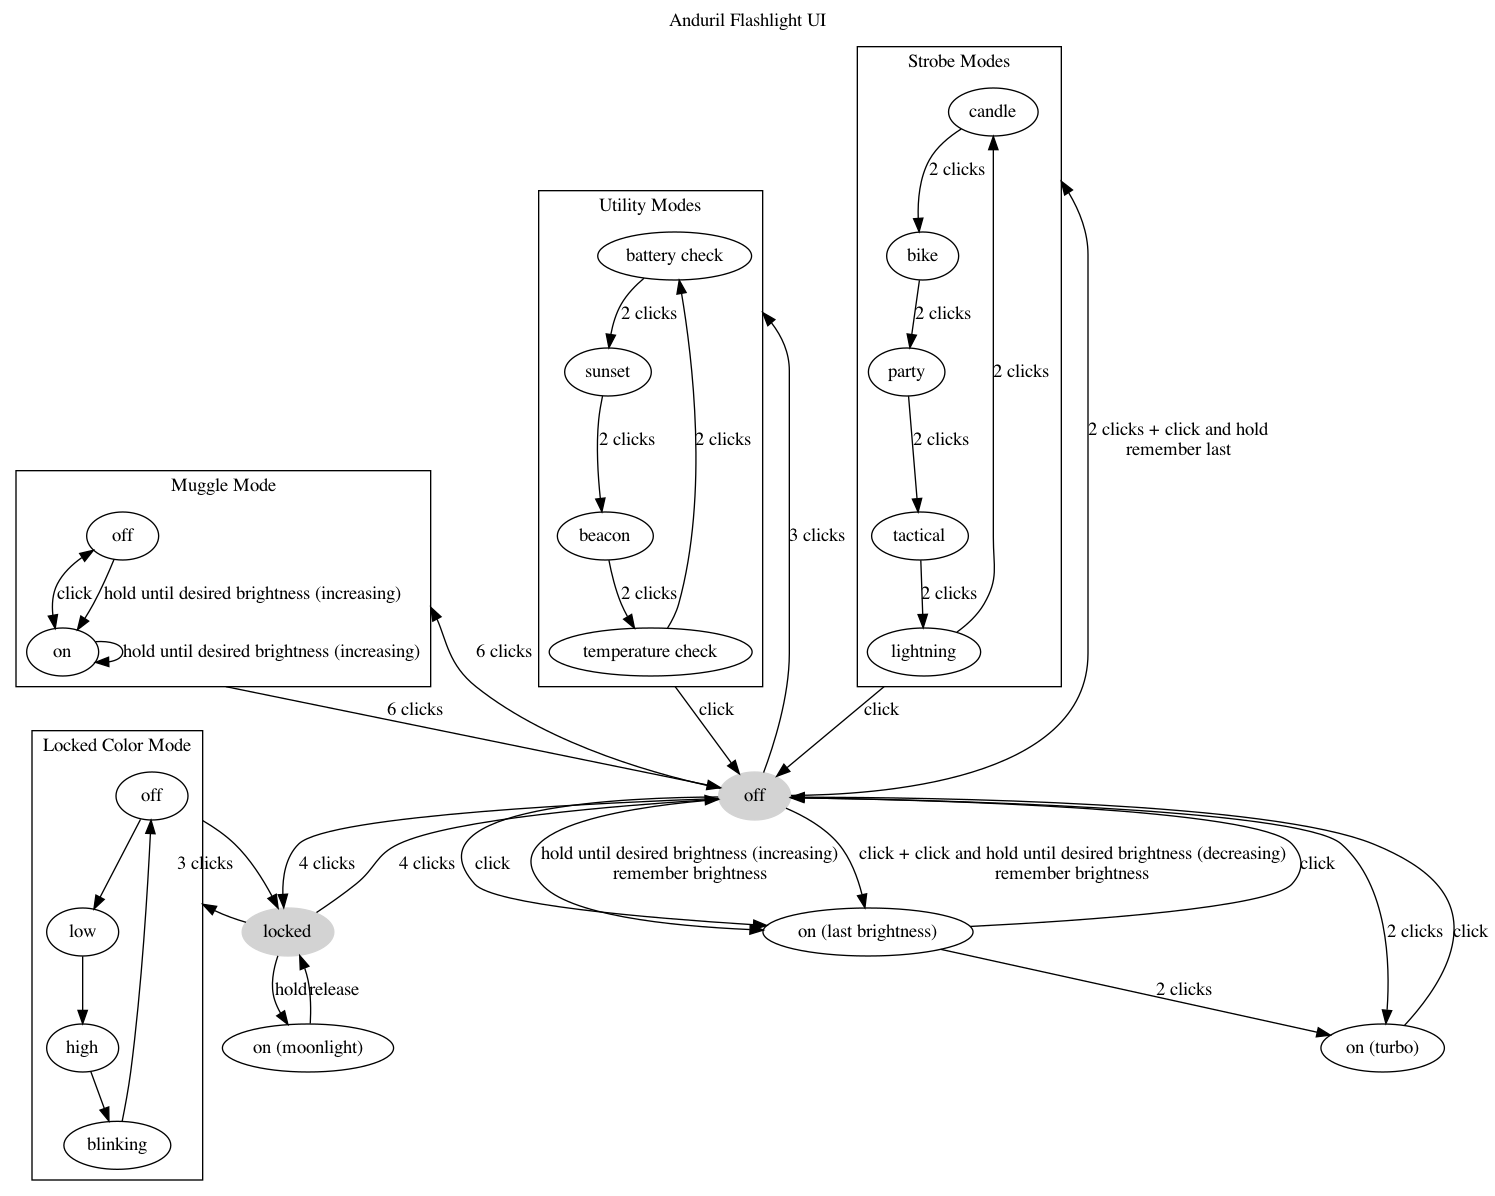 Anduril Flashlight UI
Strobe Modes
candle
2 clicks
bike
2 clicks
party
2 clicks
2 clicks
tactical
2 clicks
lightning
2 clicks + click and hold
remember last
click
Utility Modes
battery check
2 clicks
sunset
2 clicks
2 clicks
beacon
2 clicks
temperature check
3 clicks
click
Muggle Mode
off
click
hold until desired brightness (increasing)
on
hold until desired brightness (increasing)
6 clicks
6 clicks
Locked Color Mode
off
low
high
blinking
3 clicks
off
4 clicks
4 clicks
click
hold until desired brightness (increasing)
remember brightness
click + click and hold until desired brightness (decreasing)
remember brightness
click
locked
on (last brightness)
2 clicks
click
hold
release
2 clicks
on (moonlight)
on (turbo)